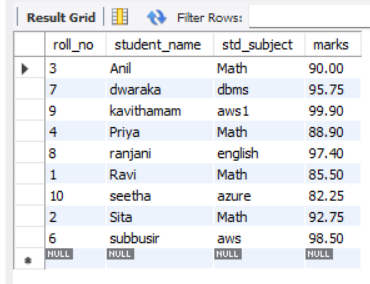 Result Grid Filter Rows:
roll_no student_name std_subject marks
3 Anil Math 90.00
7 dwaraka dbms 95.75
9 kavithamam aws1 99.90
4 Priya Math 88.90
8 ranjani english 97.40
1 Ravi Math 85.50
10 seetha azure 82.25
2 Sita Math 92.75
6 subbusir aws 98.50
NULL NULL NULL NULL